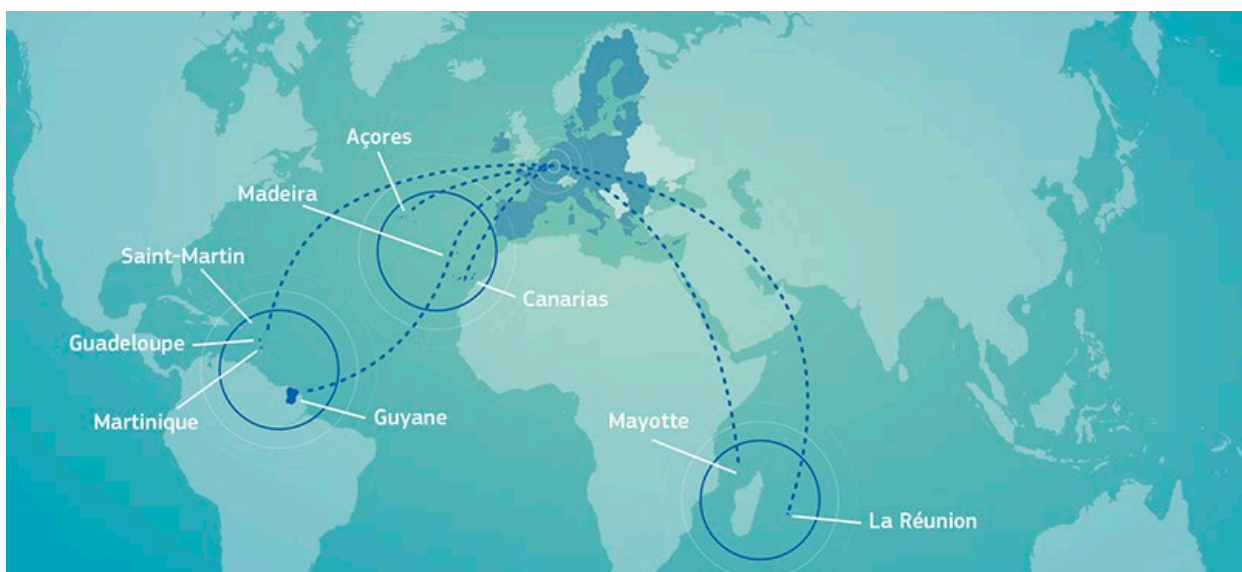 Açores
Madeira
Saint-Martin
Canarias
Guadeloupe
Martinique
Guyane
Mayotte
La Réunion